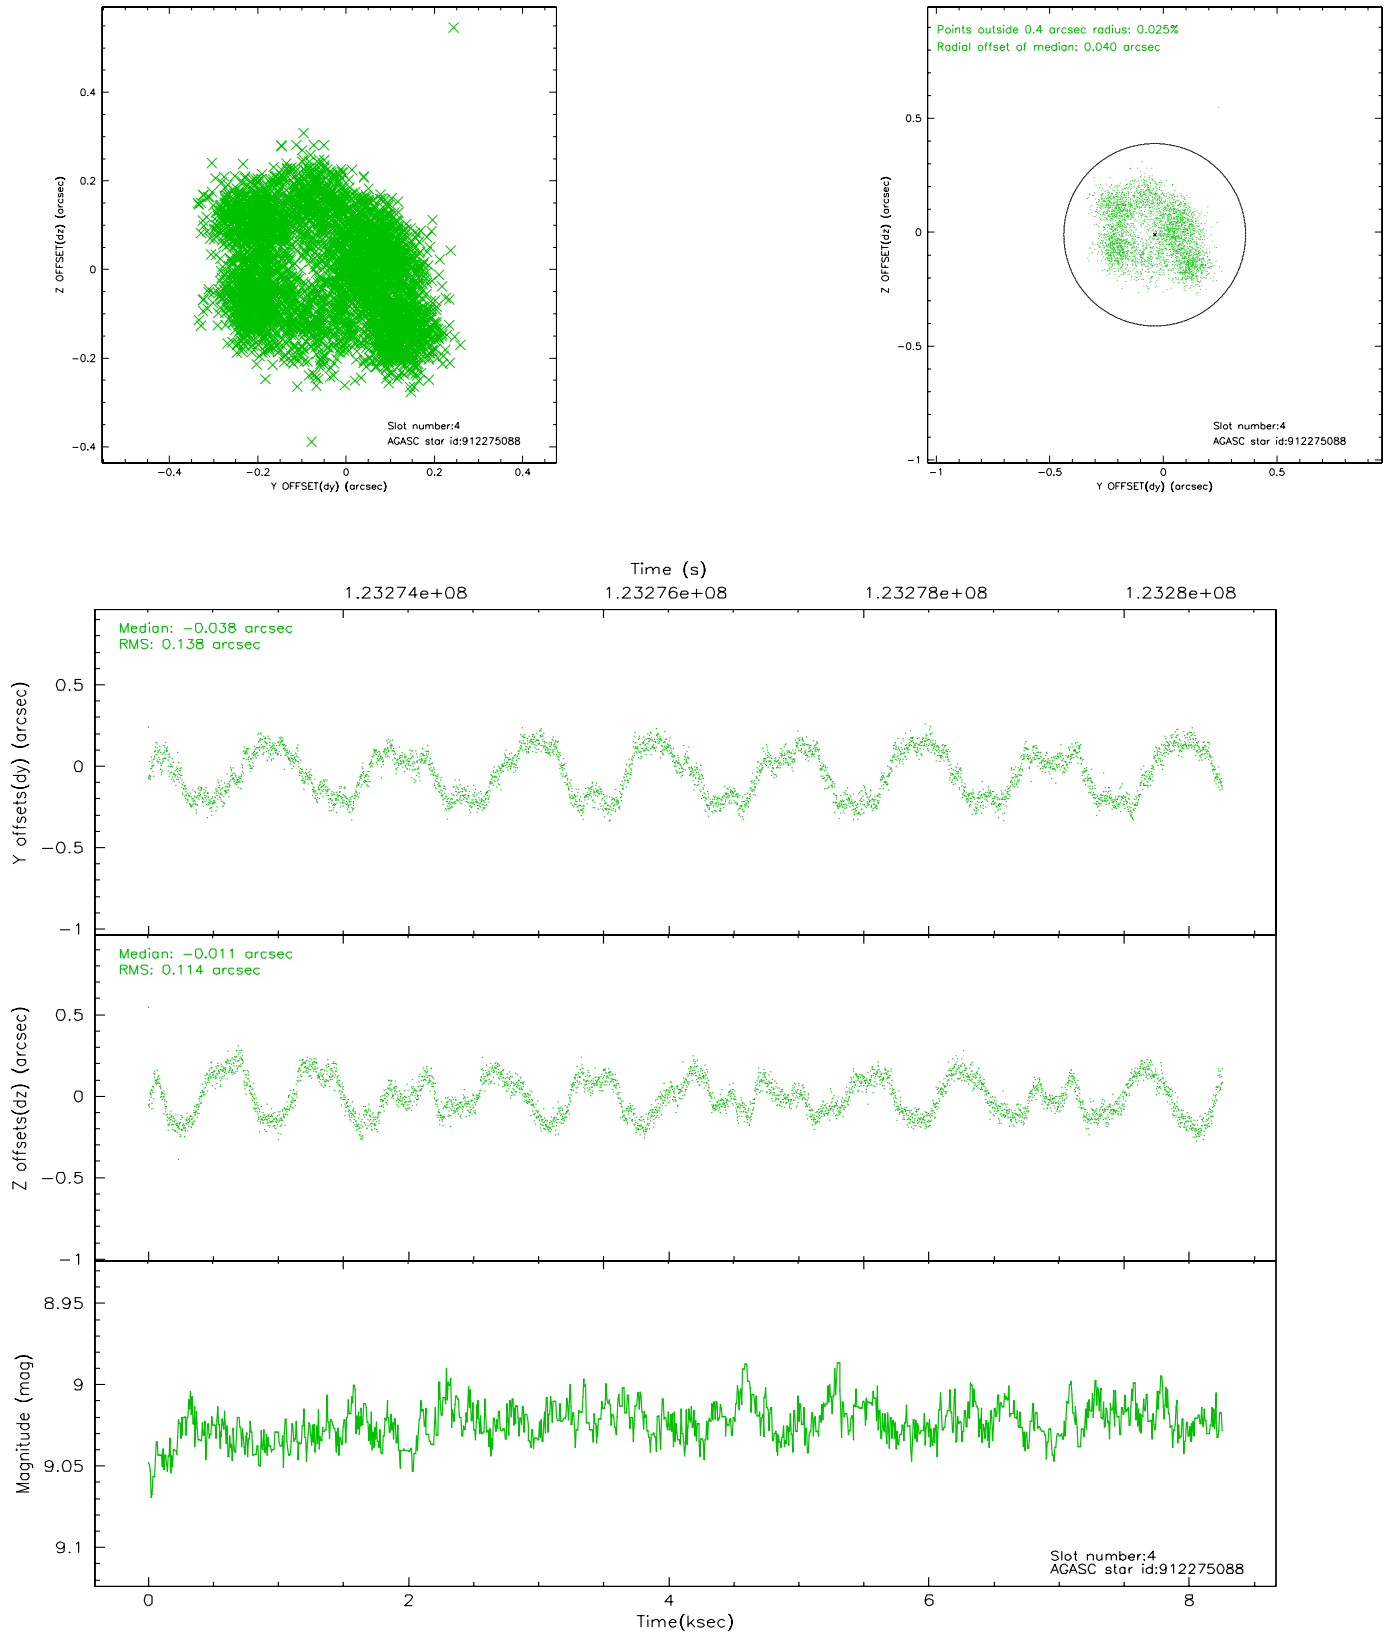 0.4
0.2
0
−0.2
−0.4
Z OFFSET(dz) (arcsec)
Slot number:4
AGASC star id:912275088
−0.4 −0.2 0 0.2 0.4
Y OFFSET(dy) (arcsec)
Points outside 0.4 arcsec radius: 0.025%
Radial offset of median: 0.040 arcsec
0.5
0
−0.5
−1
Z OFFSET(dz) (arcsec)
Slot number:4
AGASC star id:912275088
−1 −0.5 0 0.5
Y OFFSET(dy) (arcsec)
Time (s)
1.23274e+08 1.23276e+08 1.23278e+08 1.2328e+08
Median: −0.038 arcsec
RMS: 0.138 arcsec
0.5
0
−0.5
−1
Y offsets(dy) (arcsec)
Median: −0.011 arcsec
RMS: 0.114 arcsec
0.5
0
−0.5
−1
Z offsets(dz) (arcsec)
8.95
9
9.05
9.1
Magnitude (mag)
Slot number:4
AGASC star id:912275088
0 2 4 6 8
Time(ksec)